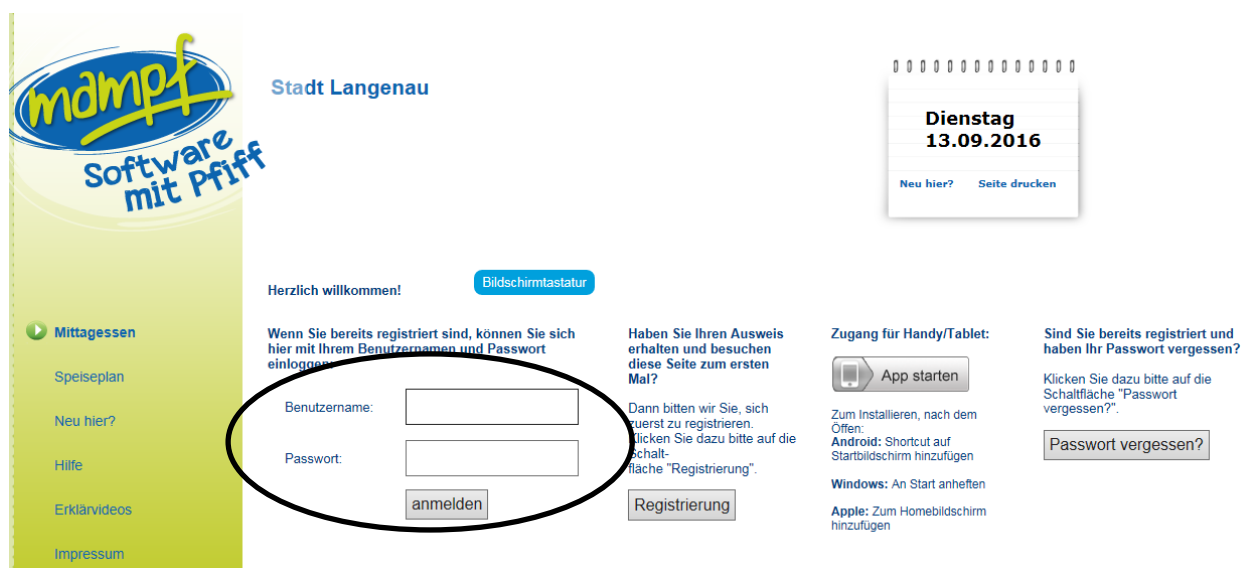 mampf
Software
mit Pfiff
Stadt Langenau
Dienstag
13.09.2016
Neu hier? Seite drucken
Herzlich willkommen!
Bildschirmtastatur
Mittagessen
Speiseplan
Neu hier?
Hilfe
Erklärvideos
Impressum
Wenn Sie bereits registriert sind, können Sie sich
hier mit Ihrem Benutzernamen und Passwort
einloggen:
Benutzername:
Passwort:
anmelden
Haben Sie Ihren Ausweis
erhalten und besuchen
diese Seite zum ersten
Mal?
Dann bitten wir Sie, sich
zuerst zu registrieren.
Klicken Sie dazu bitte auf die
Schalt-
fläche "Registrierung".
Registrierung
Zugang für Handy/Tablet:
App starten
Zum Installieren, nach dem
Öffen:
Android: Shortcut auf
Startbildschirm hinzufügen
Windows: An Start anheften
Apple: Zum Homebildschirm
hinzufügen
Sind Sie bereits registriert und
haben Ihr Passwort vergessen?
Klicken Sie dazu bitte auf die
Schaltfläche "Passwort
vergessen?".
Passwort vergessen?